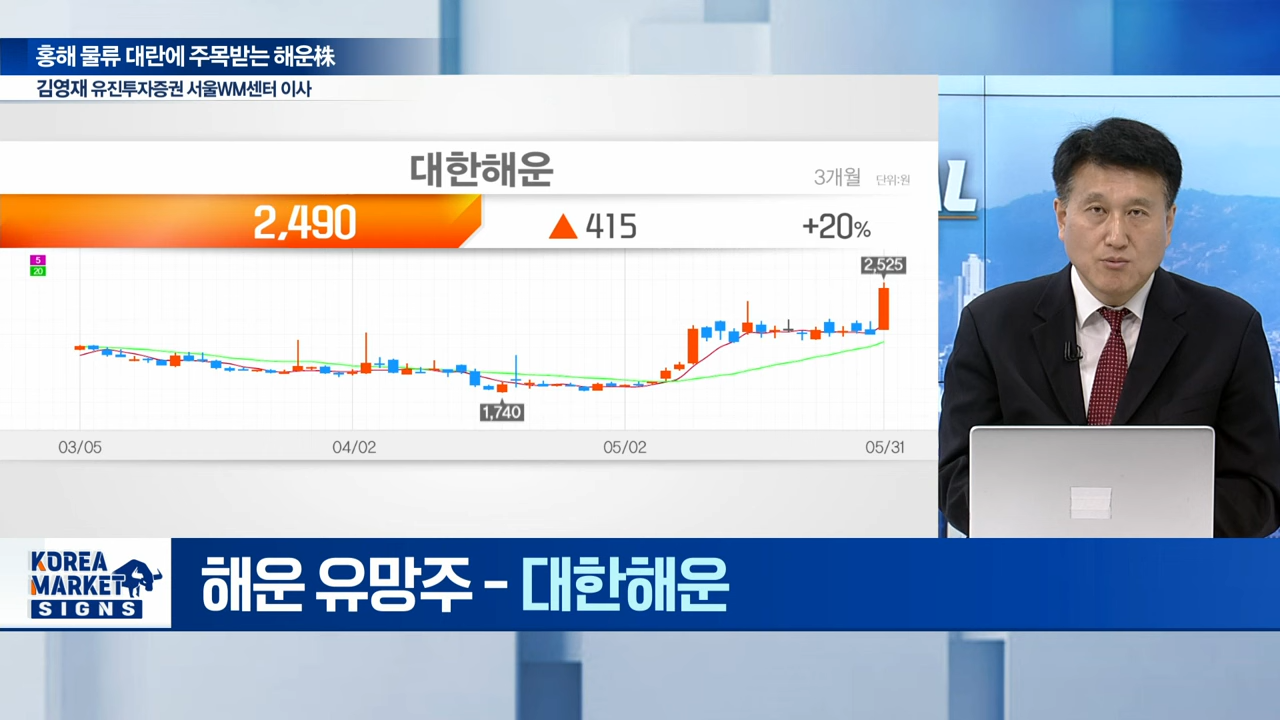 홍해 물류 대란에 주목받는 해운株
김영재 유진투자증권 서울WM센터 이사
대한해운
3개월 단위:원
2,490 ▲ 415 +20%
5
20
2,525
1,740
03/05 04/02 05/02 05/31
KOREA
MARKET
SIGNS
해운 유망주 - 대한해운